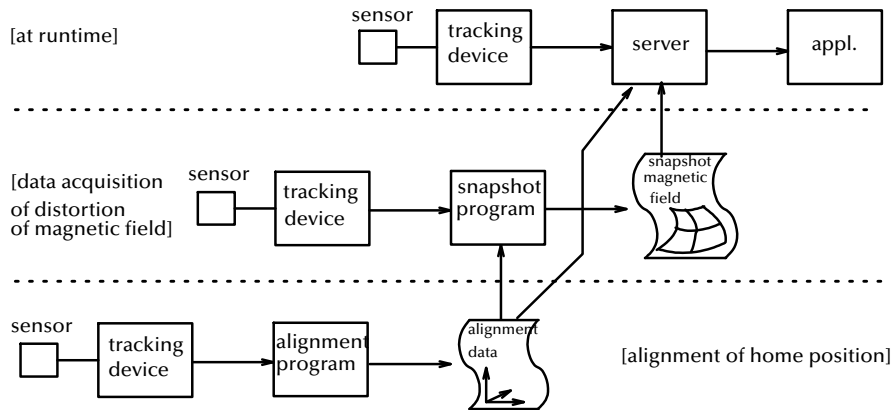 [at runtime]
sensor
tracking
device
server
appl.
[data acquisition
of distortion
of magnetic field]
sensor
tracking
device
snapshot
program
snapshot
magnetic
field
sensor
tracking
device
alignment
program
alignment
data
[alignment of home position]